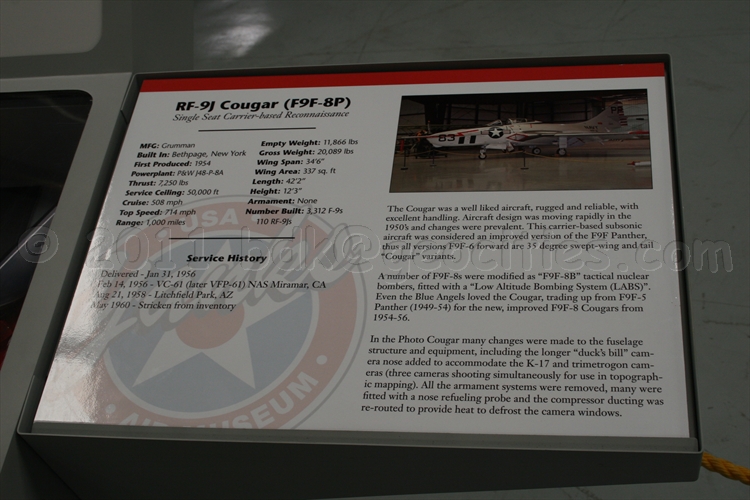 RF-9J Cougar (F9F-8P)
Single Seat Carrier-based Reconnaissance
MFG: Grumman
Built In: Bethpage, New York
First Produced: 1954
Powerplant: P&W J48-P-8A
Thrust: 7,250 lbs
Service Ceiling: 50,000 ft
Cruise: 508 mph
Top Speed: 714 mph
Range: 1,000 miles
Empty Weight: 11,866 lbs
Gross Weight: 20,089 lbs
Wing Span: 34'6"
Wing Area: 337 sq. ft
Length: 42'2"
Height: 12'3"
Armament: None
Number Built: 3,312 F-9s
110 RF-9Js
Service History
Delivered - Jan 31, 1956
Feb 14, 1956 - VC-61 (later VFP-61) NAS Miramar, CA
Aug 21, 1958 - Litchfield Park, AZ
May 1960 - Stricken from inventory
83
The Cougar was a well liked aircraft, rugged and reliable, with
excellent handling. Aircraft design was moving rapidly in the
1950's and changes were prevalent. This carrier-based subsonic
aircraft was considered an improved version of the F9F Panther,
thus all versions F9F-6 forward are 35 degree swept-wing and tail
"Cougar" variants.
A number of F9F-8s were modified as "F9F-8B" tactical nuclear
bombers, fitted with a "Low Altitude Bombing System (LABS)".
Even the Blue Angels loved the Cougar, trading up from F9F-5
Panther (1949-54) for the new, improved F9F-8 Cougars from
1954-56.
In the Photo Cougar many changes were made to the fuselage
structure and equipment, including the longer "duck's bill" cam-
era nose added to accommodate the K-17 and trimetrogon cam-
eras (three cameras shooting simultaneously for use in topograph-
ic mapping). All the armament systems were removed, many were
fitted with a nose refueling probe and the compressor ducting was
re-routed to provide heat to defrost the camera windows.
USA
AIR MUSEUM